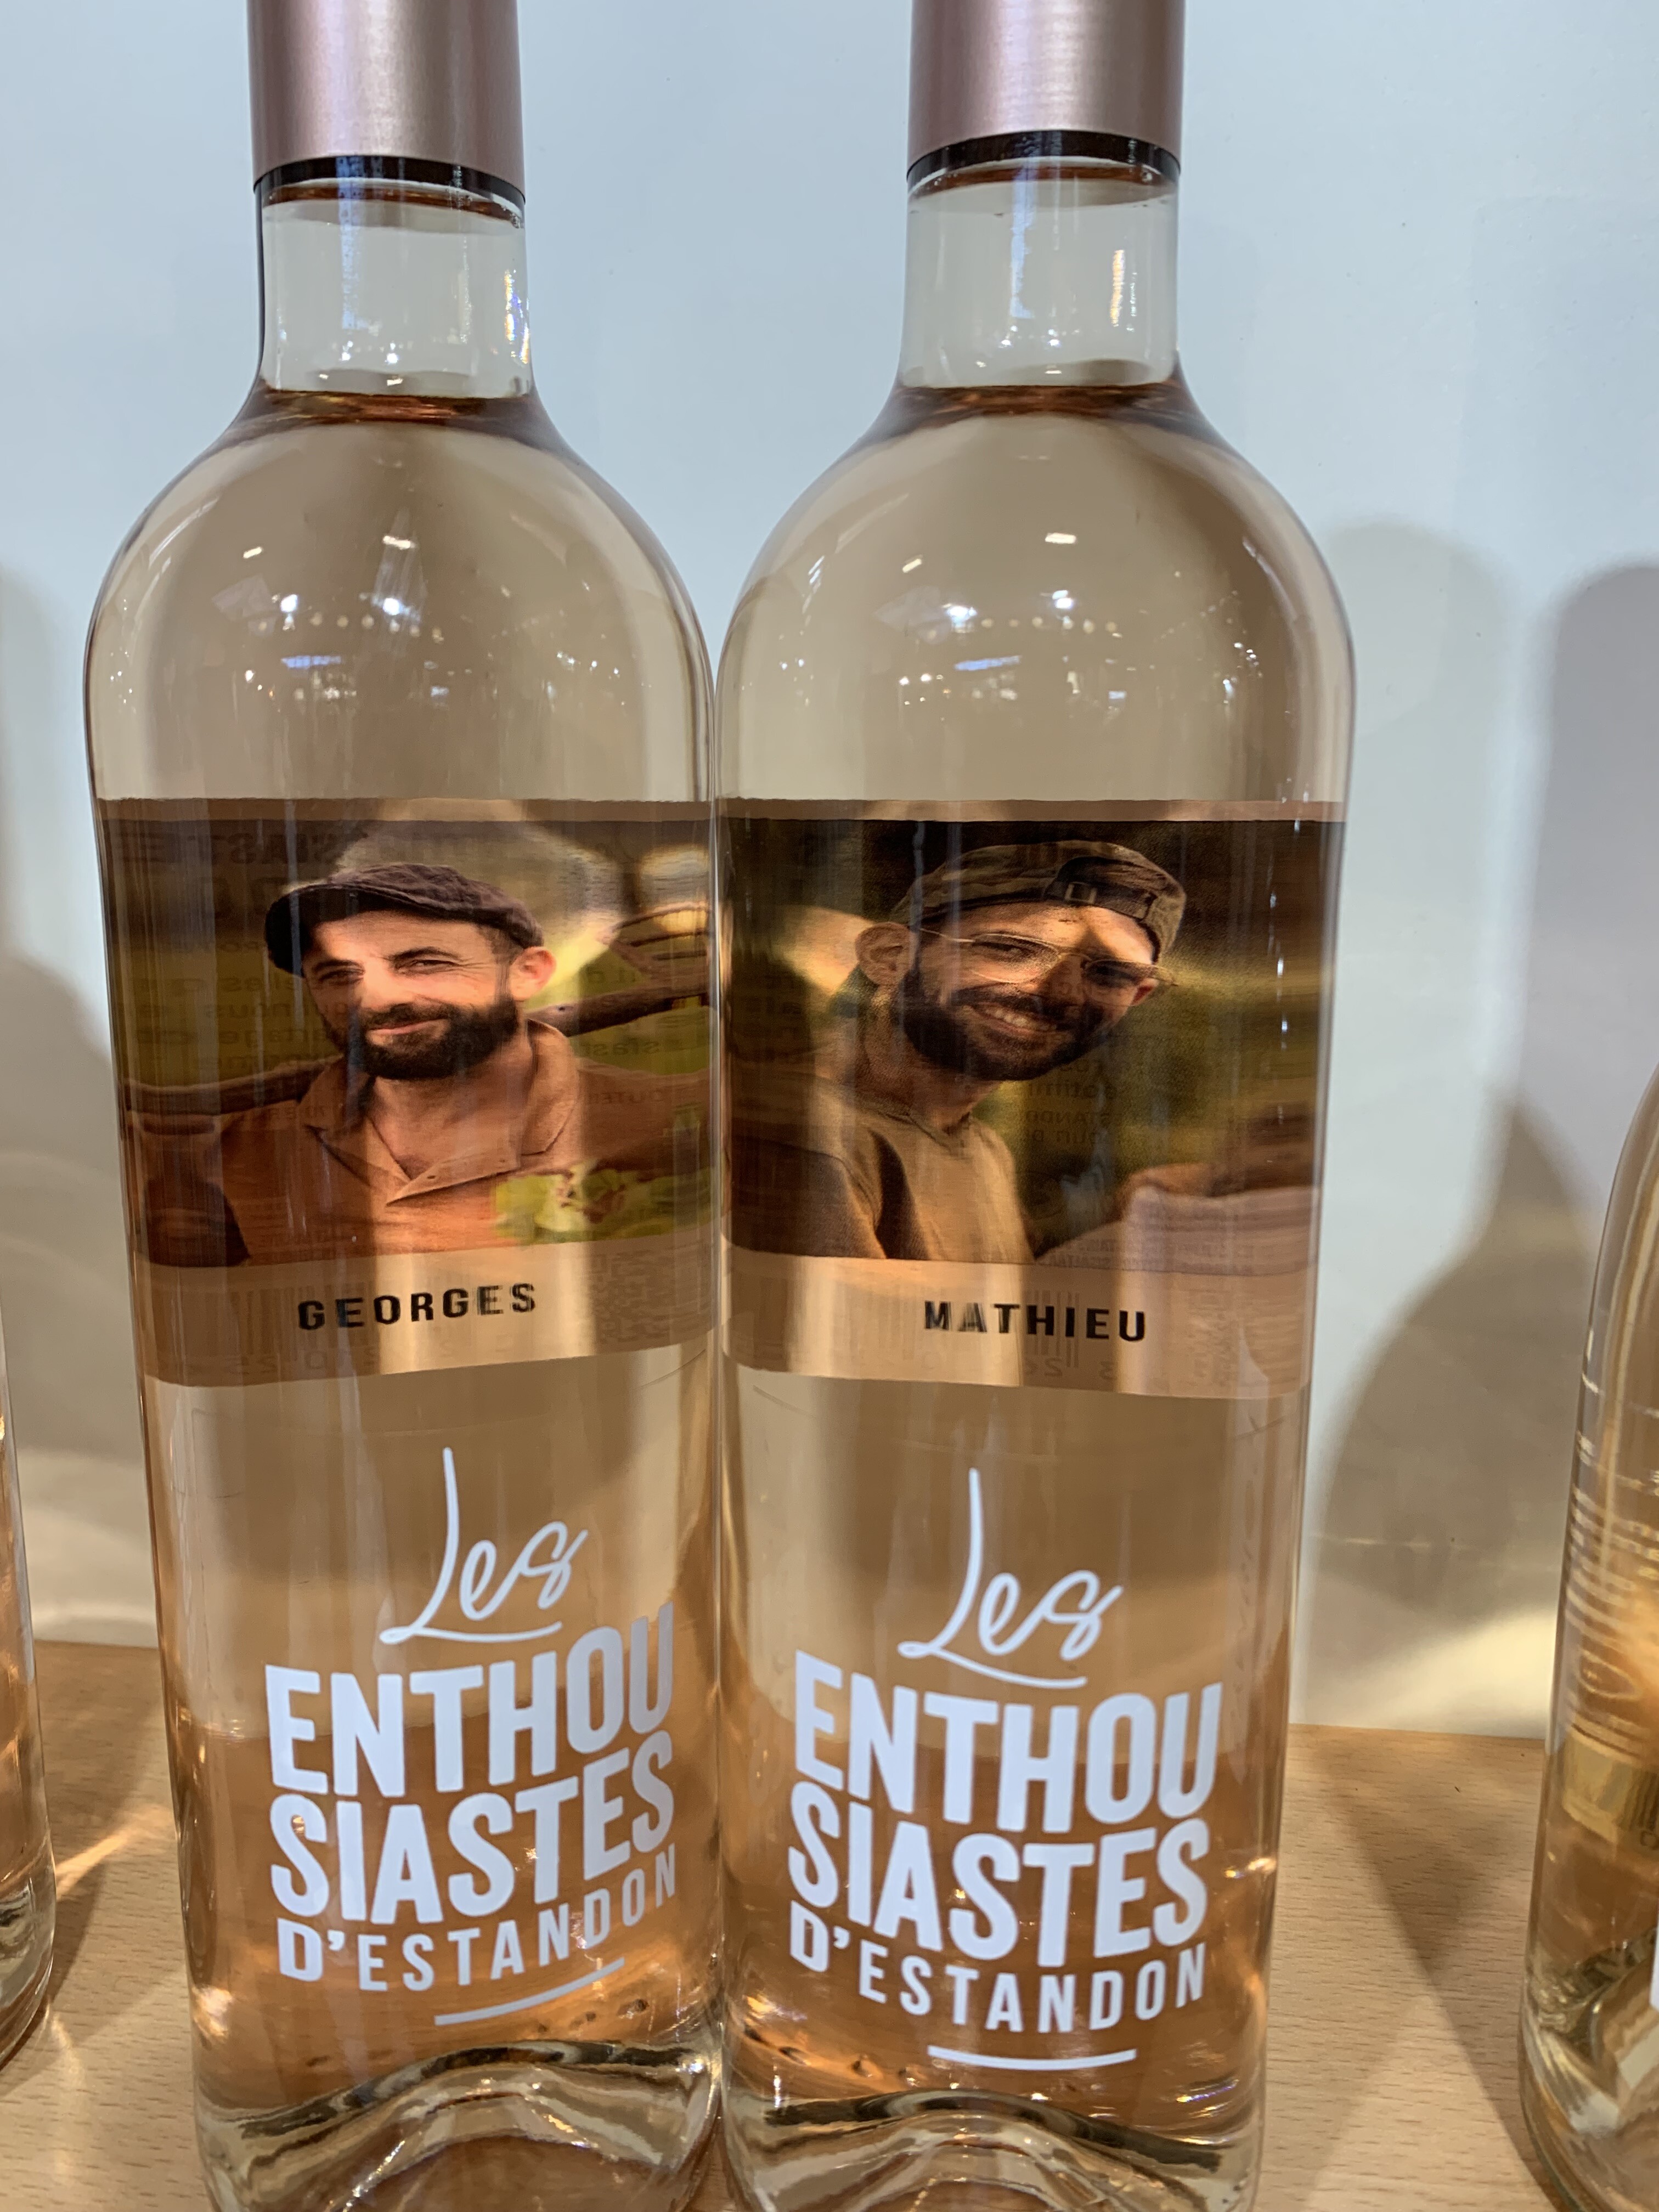 GEORGES
Les
ENTHOU
SIASTES
D'ESTANDON
MATHIEU
Les
ENTHOU
SIASTES
D'ESTANDON